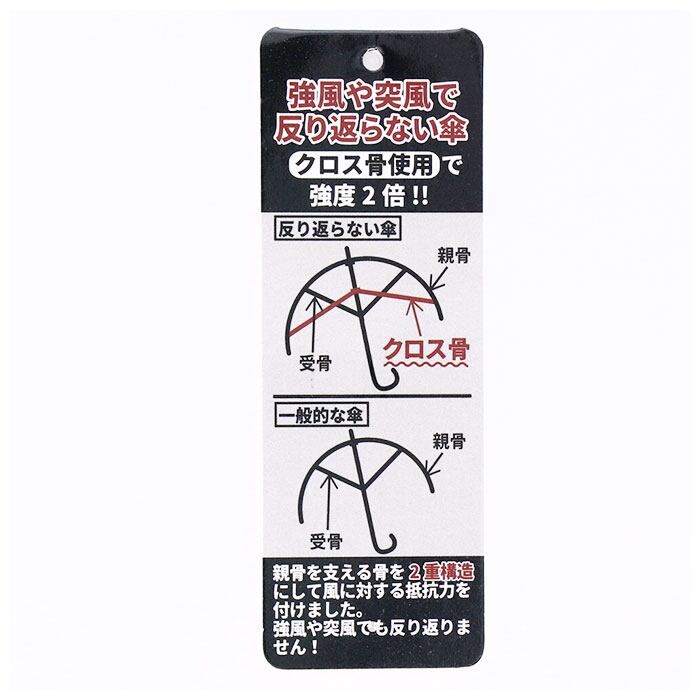 強風や突風で
反り返らない傘
クロス骨使用で
強度2倍!!
反り返らない傘
親骨
クロス骨
受骨
一般的な傘
親骨
受骨
親骨を支える骨を2重構造
にして風に対する抵抗力を
付けました。
強風や突風でも反り返りま
せん!